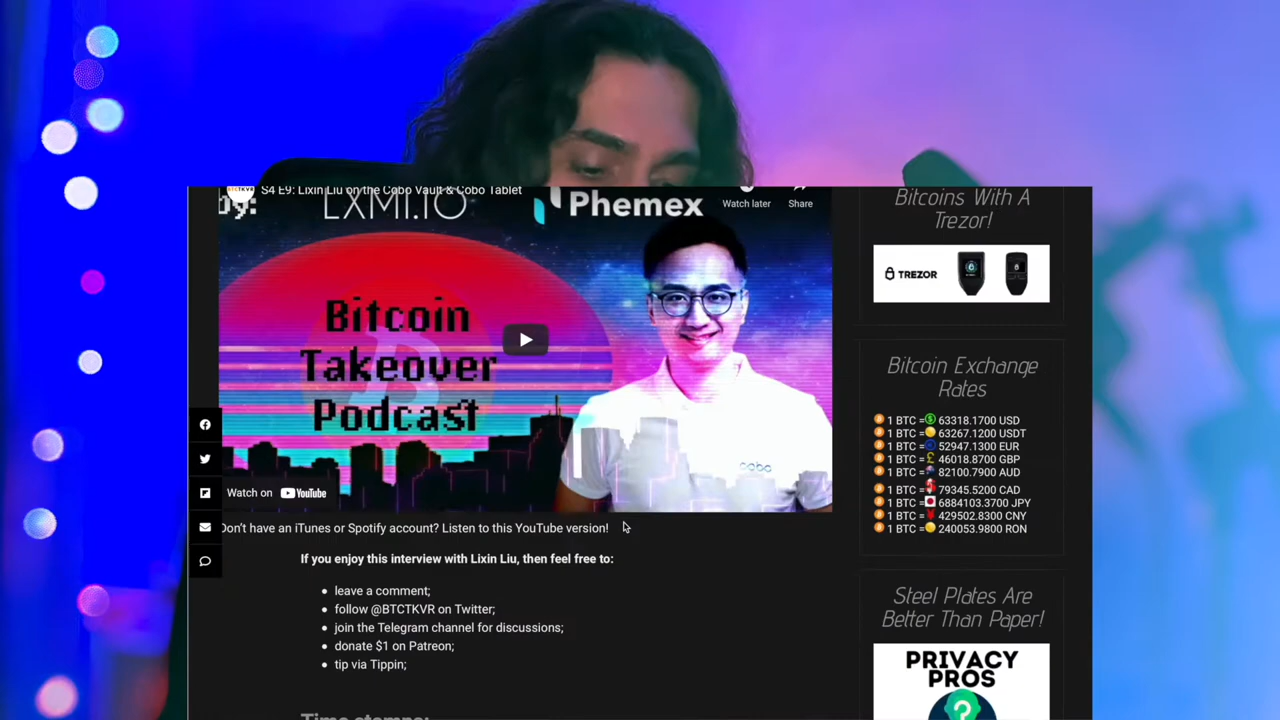 S4 E9: Lixin Liu on the Cobo Vault & Cobo Tablet
by:
LXMI.IO
Phemex
Watch later
Share
Bitcoin
Takeover
Podcast
cobo
Watch on YouTube
Don't have an iTunes or Spotify account? Listen to this YouTube version!
If you enjoy this interview with Lixin Liu, then feel free to:
leave a comment;
follow @BTCTKVR on Twitter;
join the Telegram channel for discussions;
donate $1 on Patreon;
tip via Tippin;
Time stamps:
Bitcoins With A
Trezor!
TREZOR
Bitcoin Exchange
Rates
1 BTC = 63318.1700 USD
1 BTC = 63267.1200 USDT
1 BTC = 52947.1300 EUR
1 BTC = 46018.8700 GBP
1 BTC = 82100.7900 AUD
1 BTC = 79345.5200 CAD
1 BTC = 6884103.3700 JPY
1 BTC = 429502.8300 CNY
1 BTC = 240053.9800 RON
Steel Plates Are
Better Than Paper!
PRIVACY
PROS